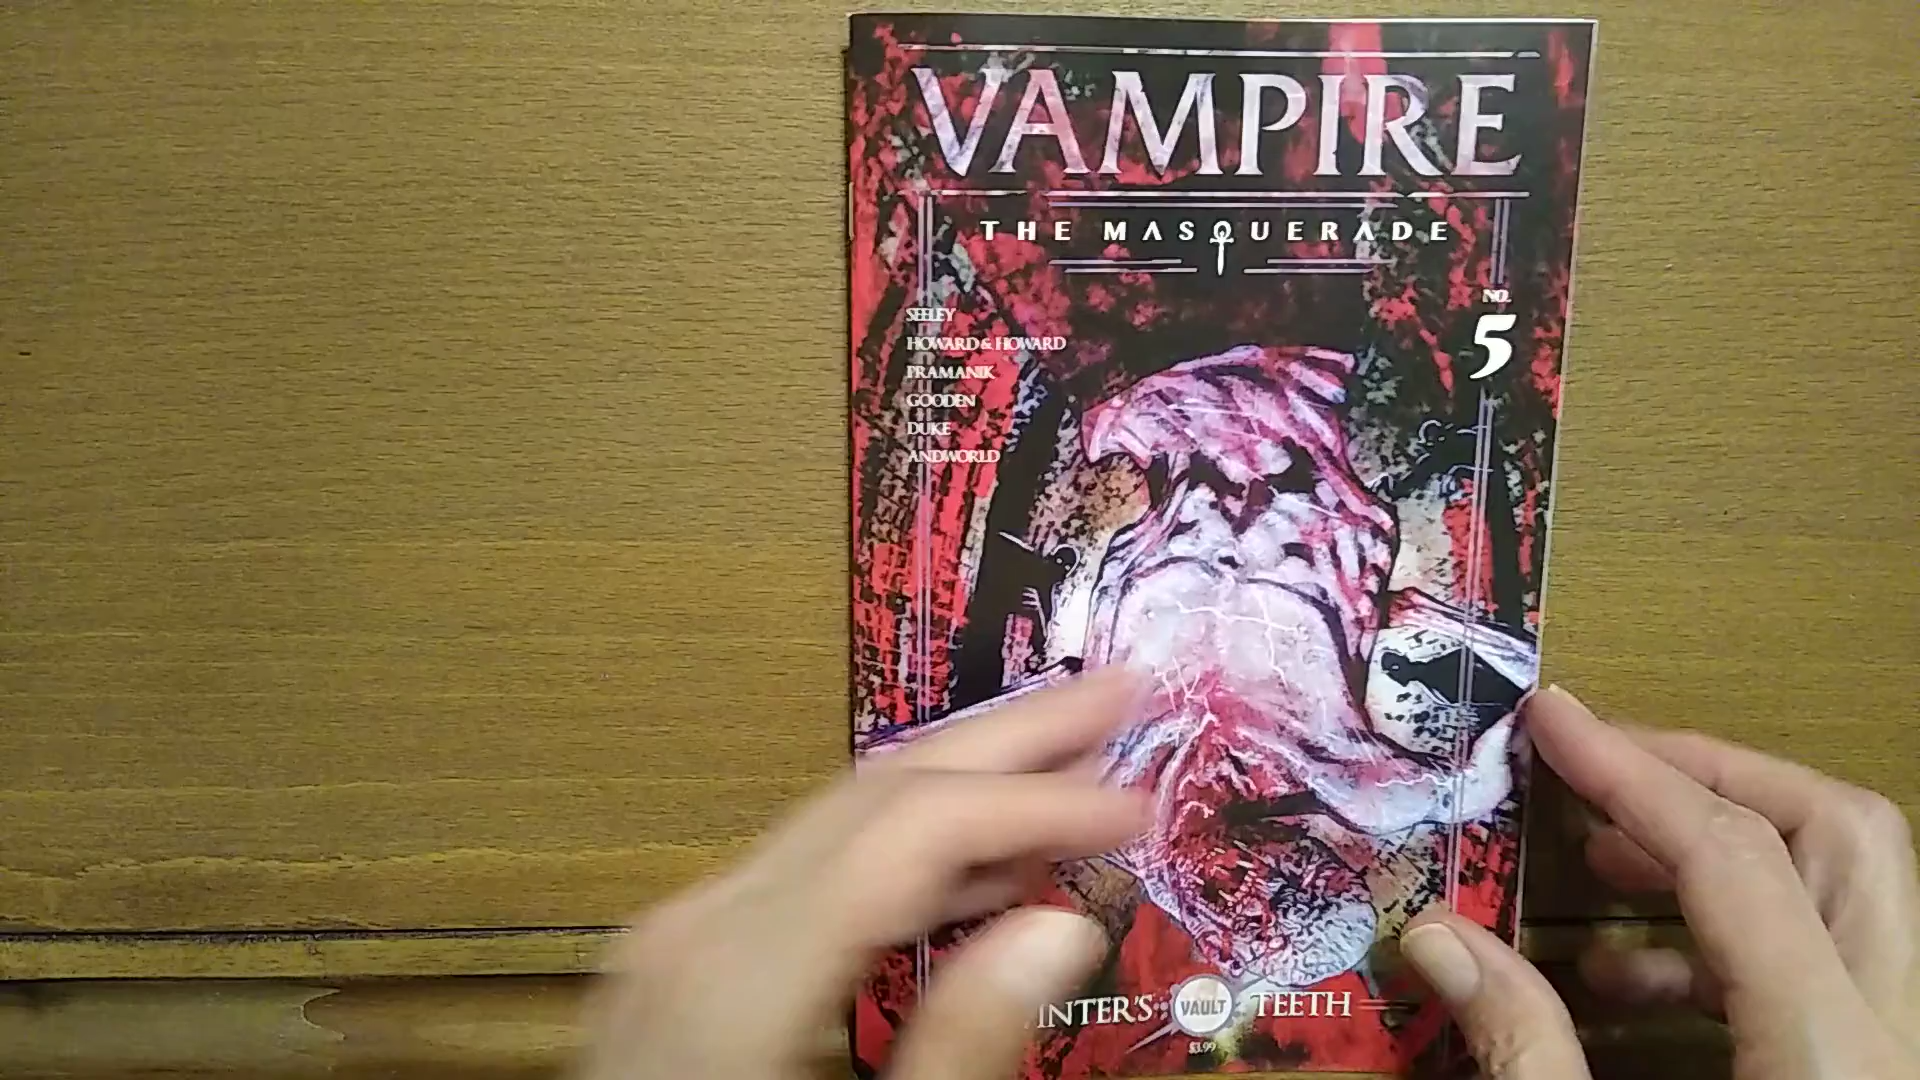 VAMPIRE
THE MASQUERADE
NO.
5
SEELEY
HOWARD & HOWARD
PRAMANIK
GOODEN
DUKE
ANDWORLD
INTER'S VAULT TEETH
$3.99